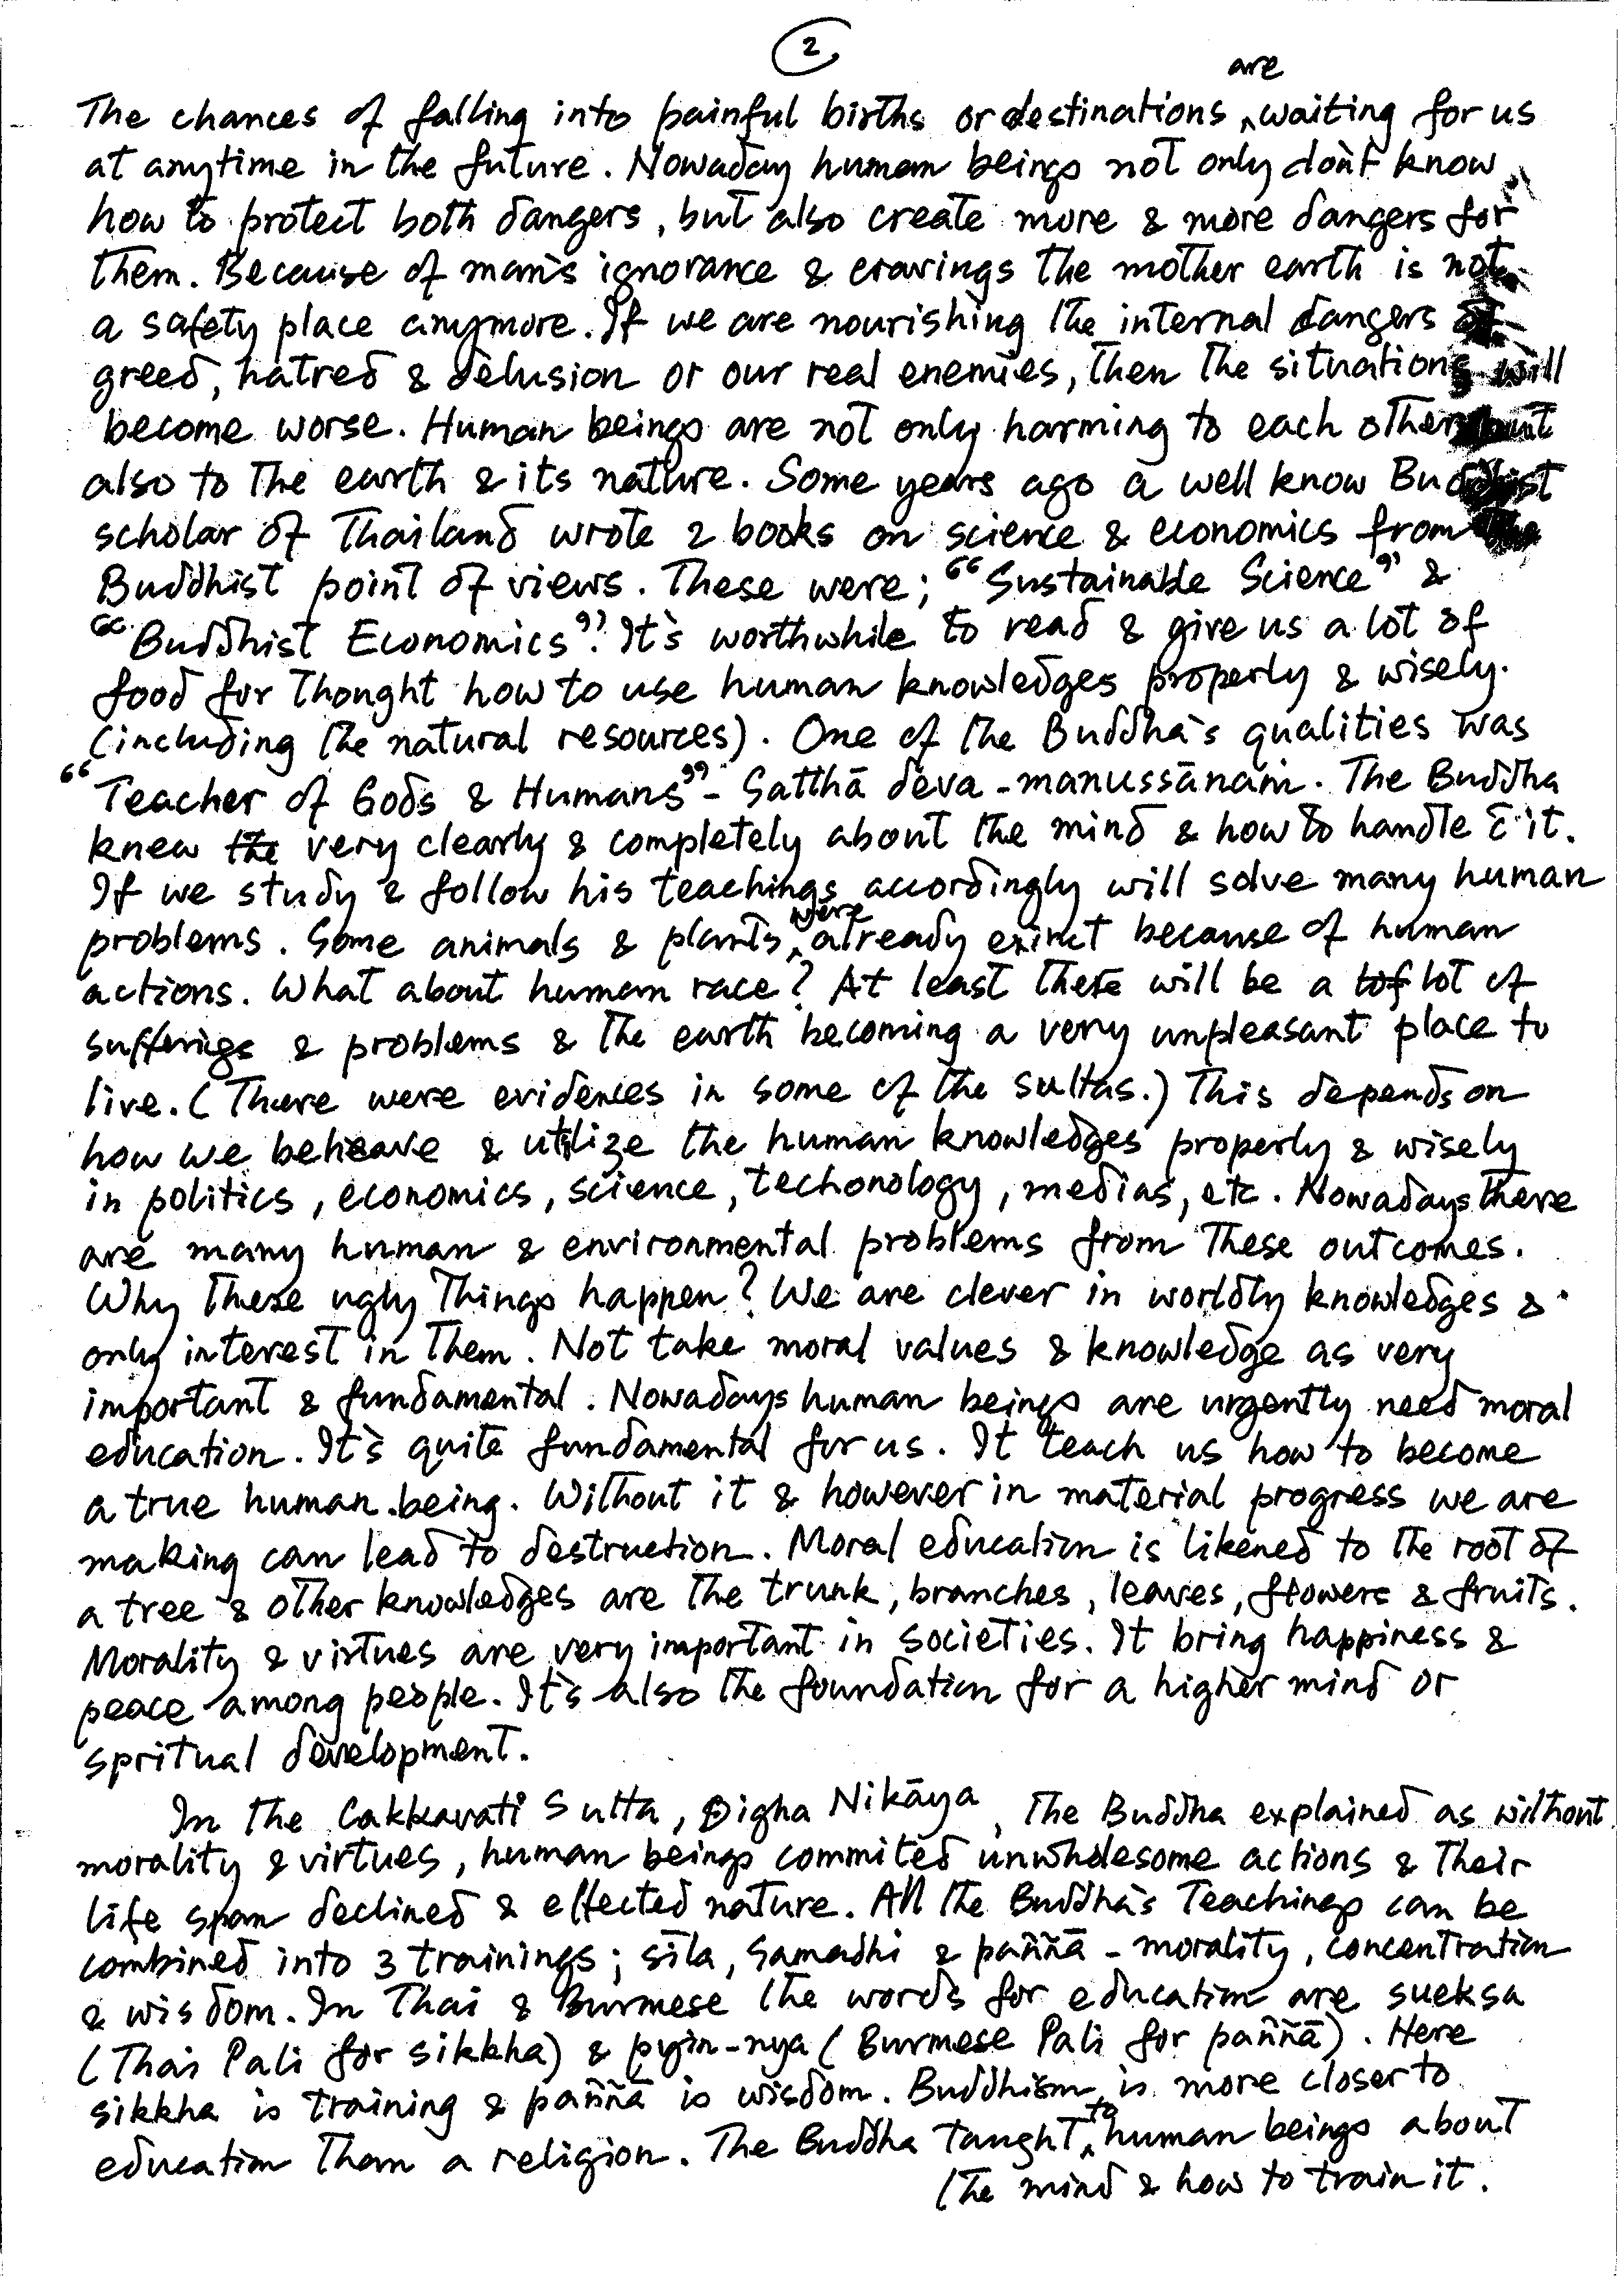 2
The chances of falling into painful births or destinations are waiting for us
at anytime in the future. Nowaday human beings not only don't know
how to protect both dangers, but also create more & more dangers for
them. Because of man's ignorance & cravings the mother earth is not
a safety place anymore. If we are nourishing the internal dangers of
greed, hatred & delusion or our real enemies, then the situations will
become worse. Human beings are not only harming to each other but
also to the earth & its nature. Some years ago a well know Buddhist
scholar of Thailand wrote 2 books on science & economics from the
Buddhist point of views. These were; "Sustainable Science" &
"Buddhist Economics". It's worthwhile to read & give us a lot of
food for thought how to use human knowledges properly & wisely.
(including the natural resources). One of the Buddha's qualities was
"Teacher of Gods & Humans" - Satthā deva-manussānaṁ. The Buddha
knew the very clearly & completely about the mind & how to handle c̄ it.
If we study & follow his teachings accordingly will solve many human
problems. Some animals & plants were already exinct because of human
actions. What about human race? At least there will be a lot of
sufferings & problems & the earth becoming a very unpleasant place to
live. (There were evidences in some of the suttas.) This depends on
how we beheave & utilize the human knowledges properly & wisely
in politics, economics, science, techonology, medias, etc. Nowadays there
are many human & environmental problems from these outcomes.
Why these ugly things happen? We are clever in worldly knowledges &
only interest in them. Not take moral values & knowledge as very
important & fundamental. Nowadays human beings are urgently need moral
education. It's quite fundamental for us. It teach us how to become
a true human being. Without it & however in material progress we are
making can lead to destruction. Moral education is likened to the root of
a tree & other knowledges are the trunk, branches, leaves, flowers & fruits.
Morality & virtues are very important in societies. It bring happiness &
peace among people. It's also the foundation for a higher mind or
spritual development.
In the Cakkavati Sutta, Digha Nikāya, the Buddha explained as without
morality & virtues, human beings commited unwholesome actions & their
life span declined & effected nature. All the Buddha's Teachings can be
combined into 3 trainings; sīla, samadhi & paññā - morality, concentration
& wisdom. In Thai & Burmese the words for education are sueksa
(Thai Pali for sikkha) & pyin-nya (Burmese Pali for paññā). Here
sikkha is training & paññā is wisdom. Buddhism is more closer to
education than a religion. The Buddha taught to human beings about
the mind & how to train it.